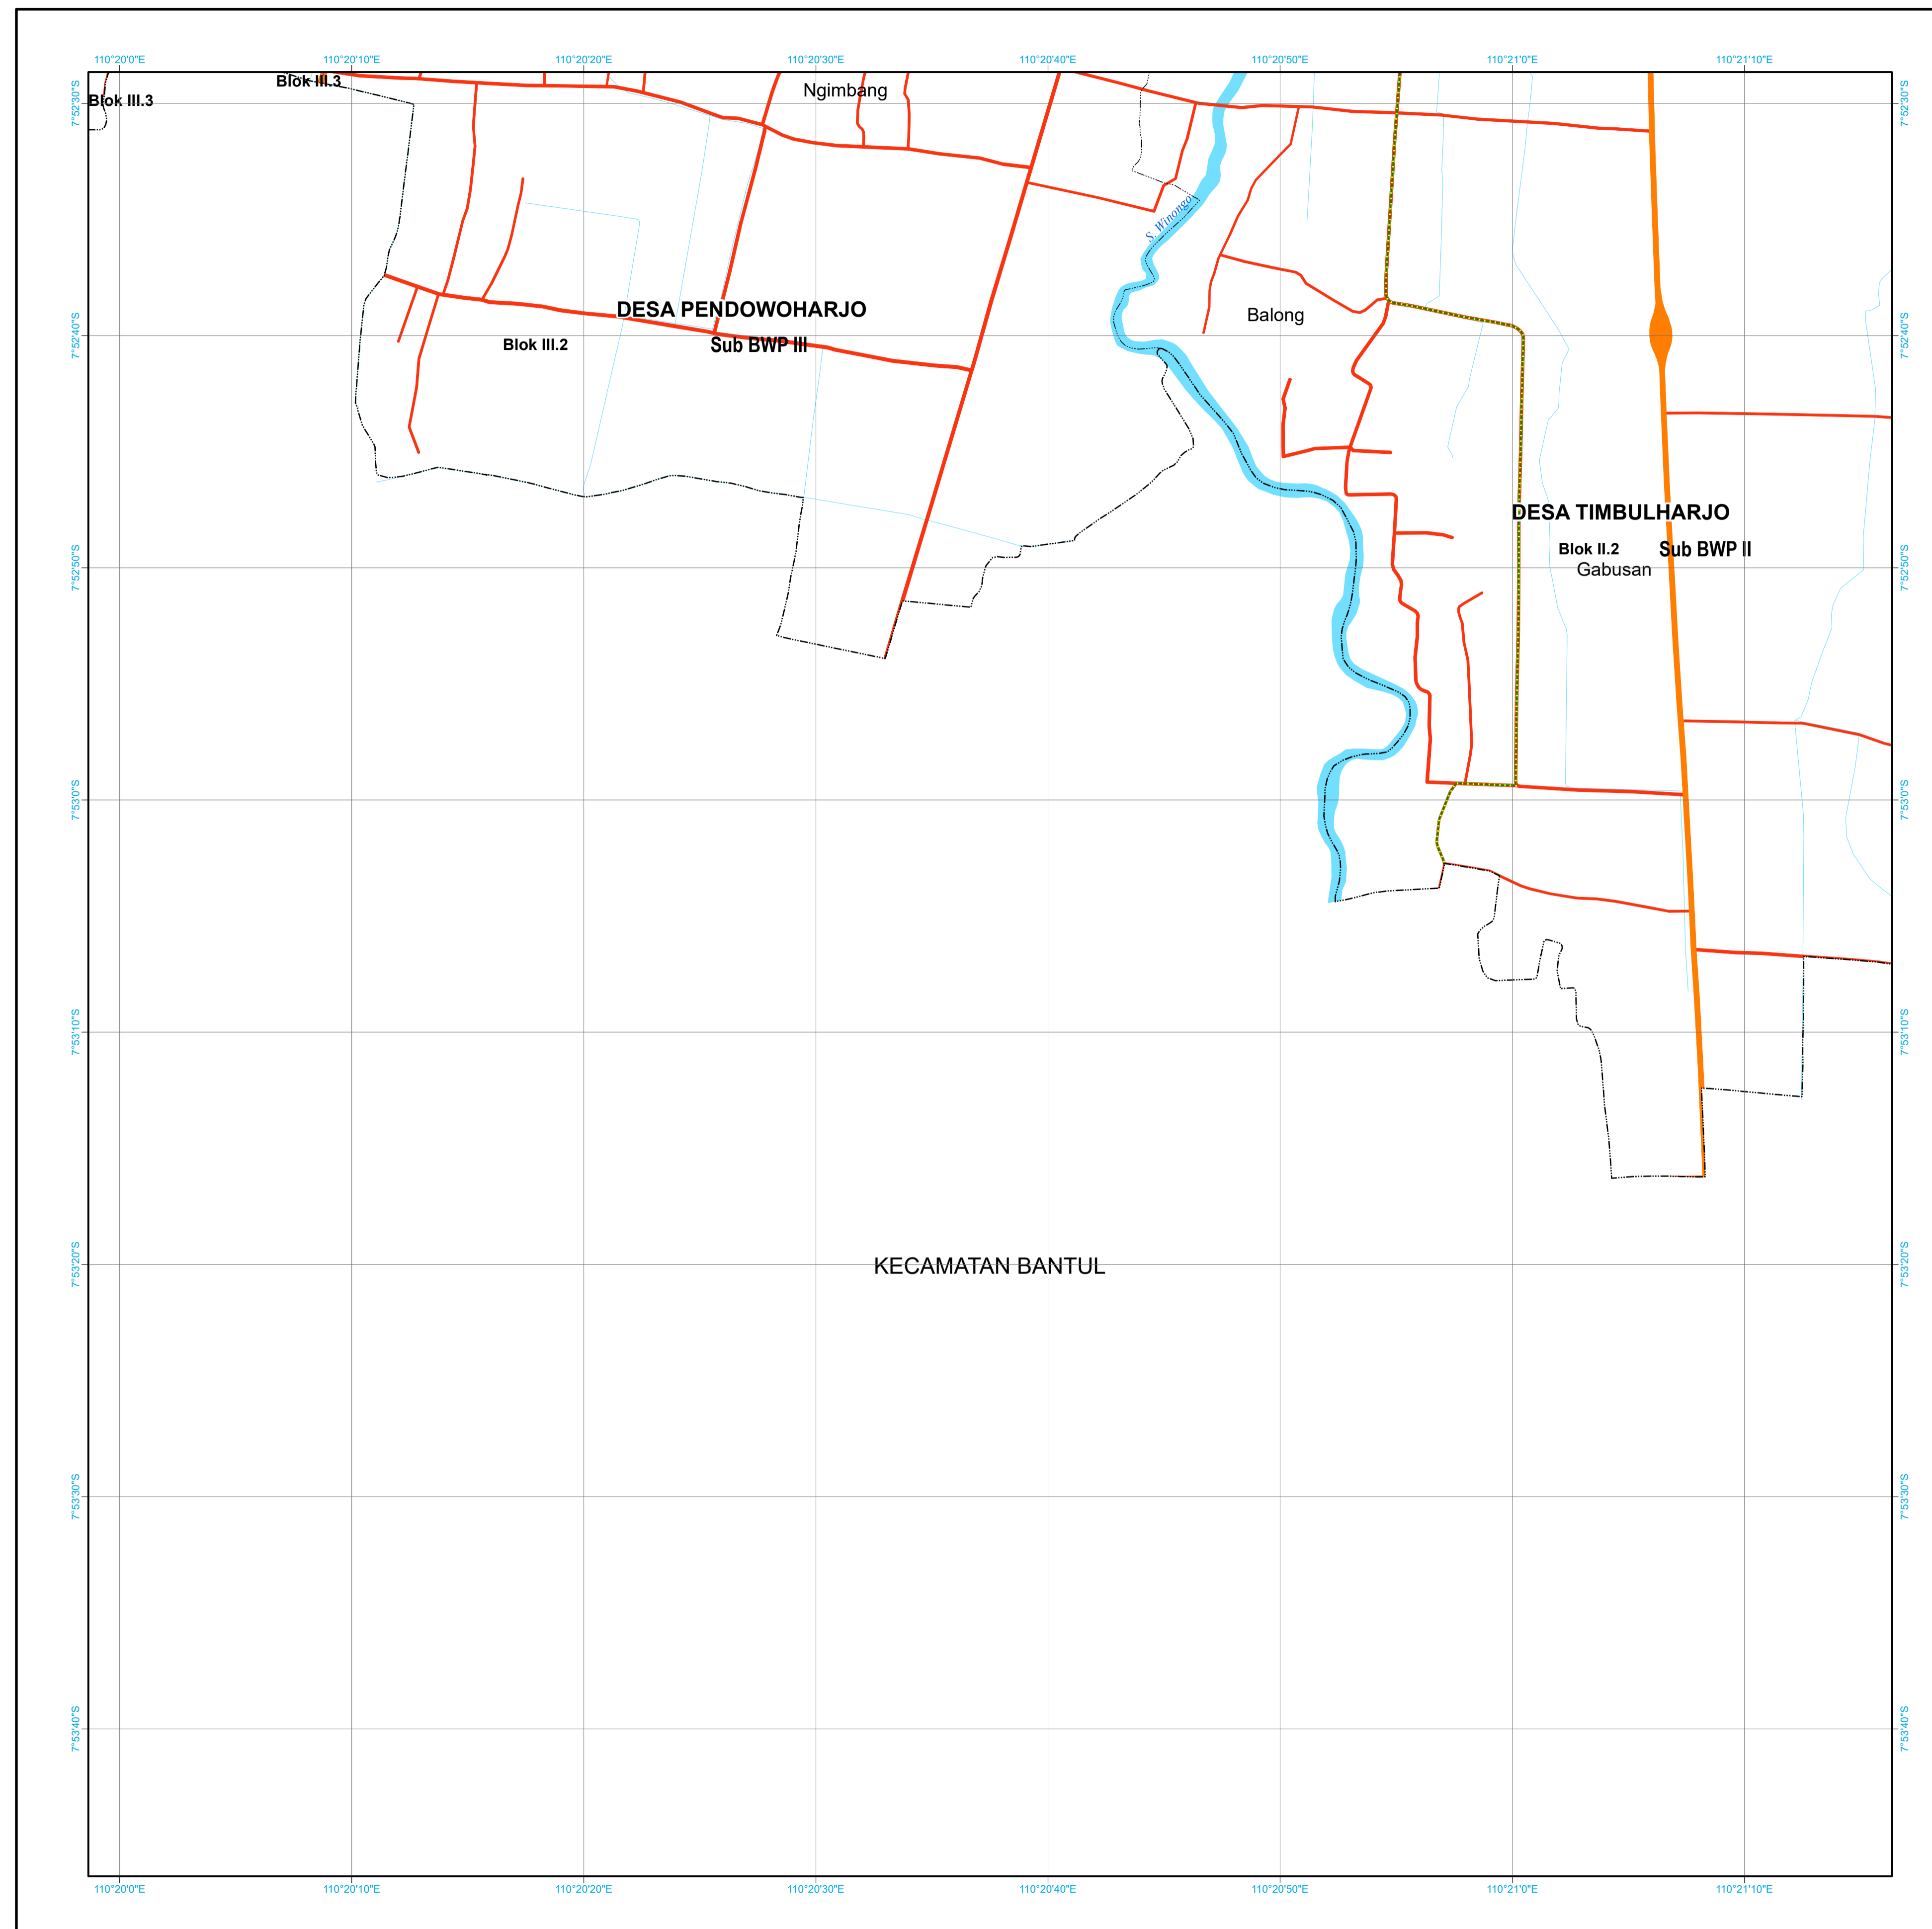 110°20'0"E
110°20'10"E
110°20'20"E
110°20'30"E
110°20'40"E
110°20'50"E
110°21'0"E
110°21'10"E
Blok III.3
Blok III.3
Ngimbang
7°52'30"S
7°52'30"S
S. Winongo
DESA PENDOWOHARJO
Balong
7°52'40"S
Blok III.2
Sub BWP III
7°52'40"S
DESA TIMBULHARJO
Blok II.2
Sub BWP II
Gabusan
7°52'50"S
7°52'50"S
7°53'0"S
7°53'0"S
7°53'10"S
7°53'10"S
KECAMATAN BANTUL
7°53'20"S
7°53'20"S
7°53'30"S
7°53'30"S
7°53'40"S
7°53'40"S
110°20'0"E
110°20'10"E
110°20'20"E
110°20'30"E
110°20'40"E
110°20'50"E
110°21'0"E
110°21'10"E